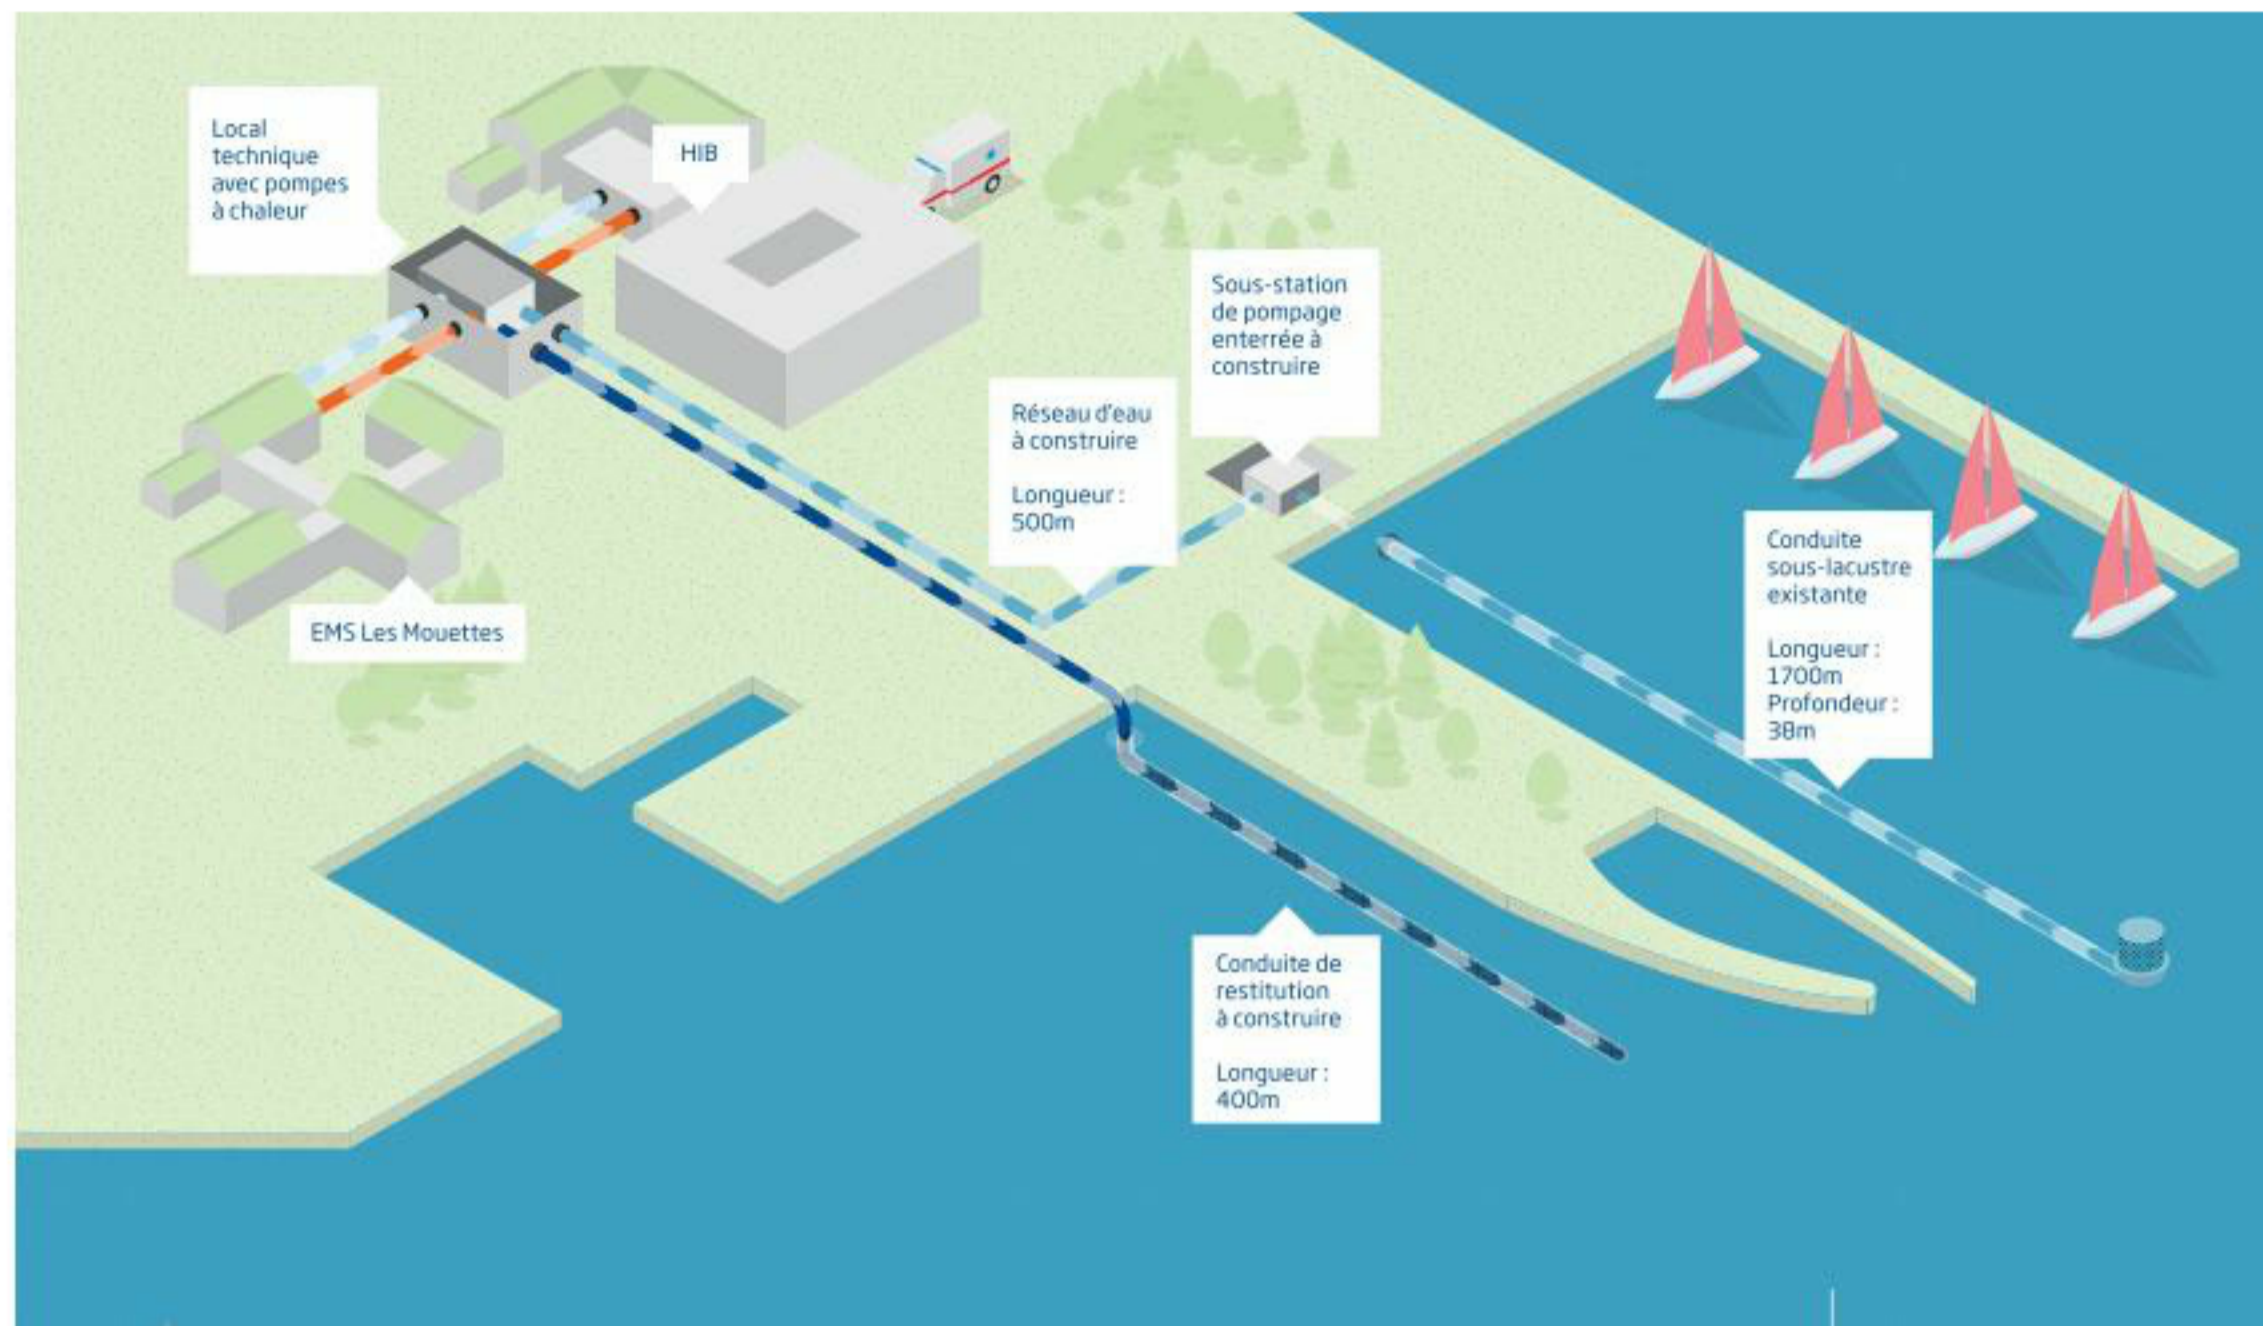 Local
technique
avec pompes
à chaleur
HIB
Sous-station
de pompage
enterrée à
construire
Réseau d'eau
à construire
Longueur :
500m
Conduite
sous-lacustre
existante
Longueur :
1700m
Profondeur :
38m
EMS Les Mouettes
Conduite de
restitution
à construire
Longueur :
400m